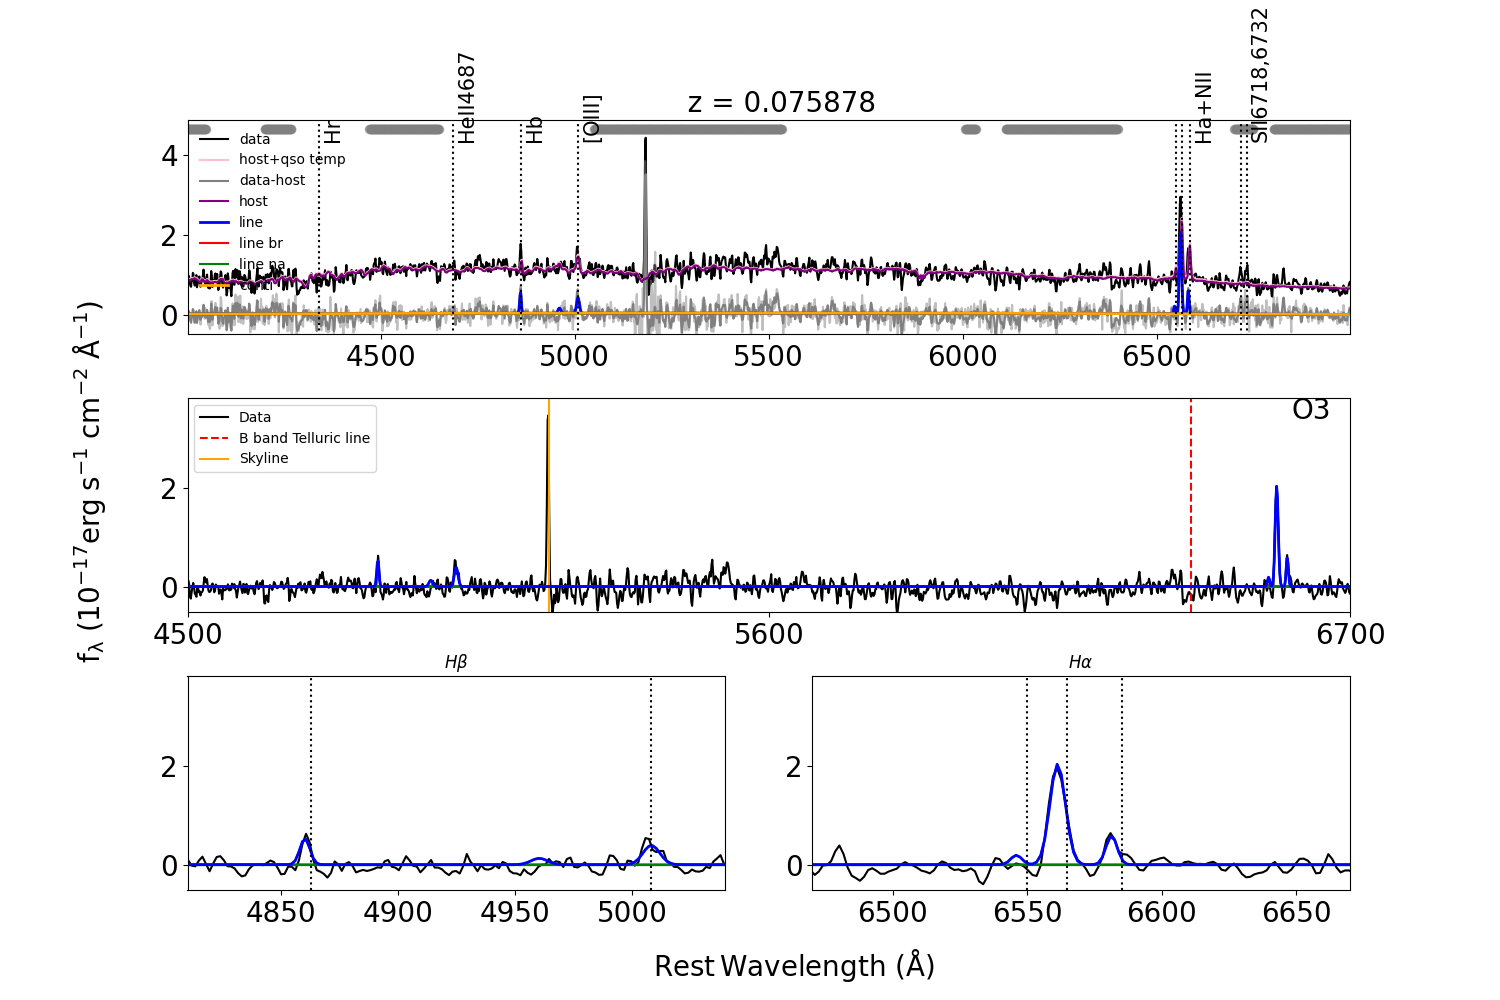 z = 0.075878
Hr
HeII4687
Hb
[OIII]
Ha+NII
SII6718,6732
data
host+qso temp
data-host
host
line
line br
line na
4
2
0
4500
5000
5500
6000
6500
fλ (10⁻¹⁷erg s⁻¹ cm⁻² Å⁻¹)
O3
Data
B band Telluric line
Skyline
2
0
4500
5600
6700
Hβ
2
0
4850
4900
4950
5000
Hα
2
0
6500
6550
6600
6650
Rest Wavelength (Å)